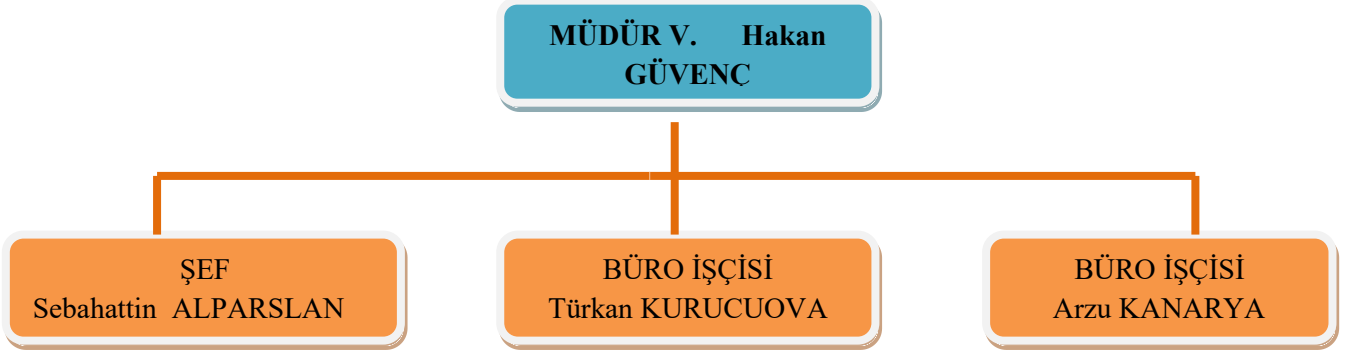 MÜDÜR V. Hakan
GÜVENÇ
ŞEF
Sebahattin ALPARSLAN
BÜRO İŞÇİSİ
Türkan KURUCUOVA
BÜRO İŞÇİSİ
Arzu KANARYA